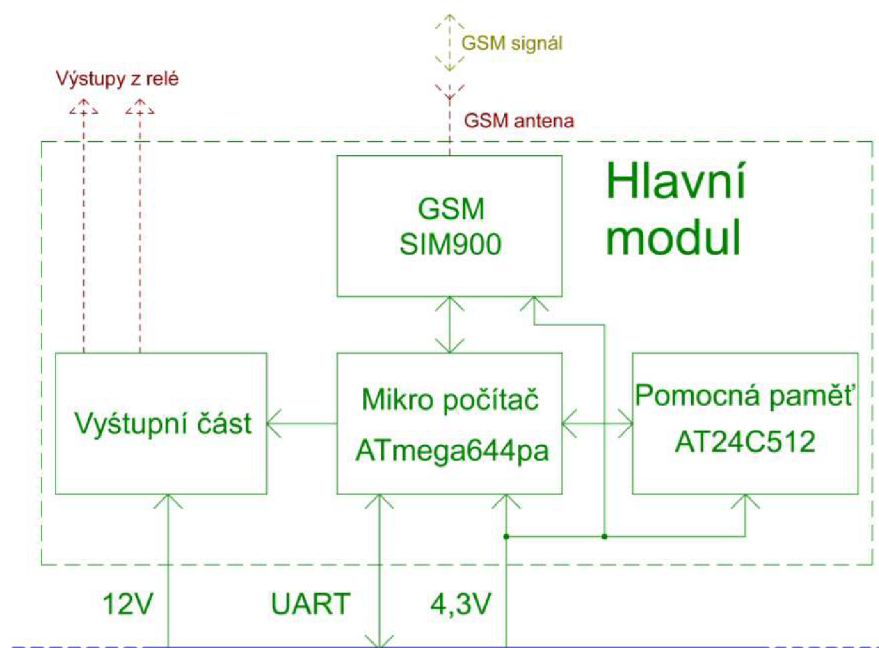 GSM signál
Výstupy z relé
GSM antena
Hlavní
modul
GSM
SIM900
Vyśtupní část
Mikro počítač
ATmega644pa
Pomocná paměť
AT24C512
12V
UART
4,3V